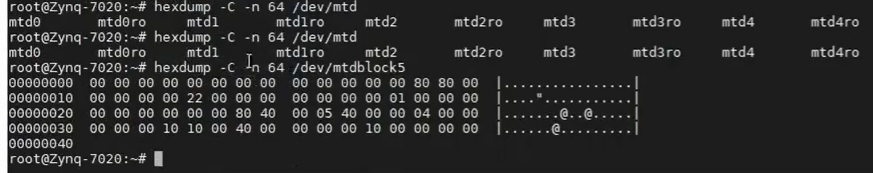 root@Zynq-7020:~# hexdump -C -n 64 /dev/mtd
mtd0 mtd0ro mtd1 mtd1ro mtd2 mtd2ro mtd3 mtd3ro mtd4 mtd4ro
root@Zynq-7020:~# hexdump -C -n 64 /dev/mtd
mtd0 mtd0ro mtd1 mtd1ro mtd2 mtd2ro mtd3 mtd3ro mtd4 mtd4ro
root@Zynq-7020:~# hexdump -C -n 64 /dev/mtdblock5
00000000 00 00 00 00 00 00 00 00 00 00 00 00 00 80 80 00 |................|
00000010 00 00 00 00 22 00 00 00 00 00 00 00 01 00 00 00 |...."...........|
00000020 00 00 00 00 00 00 80 40 00 05 40 00 00 04 00 00 |.......@..@.....|
00000030 00 00 00 10 10 00 40 00 00 00 00 10 00 00 00 00 |......@.........|
00000040
root@Zynq-7020:~#